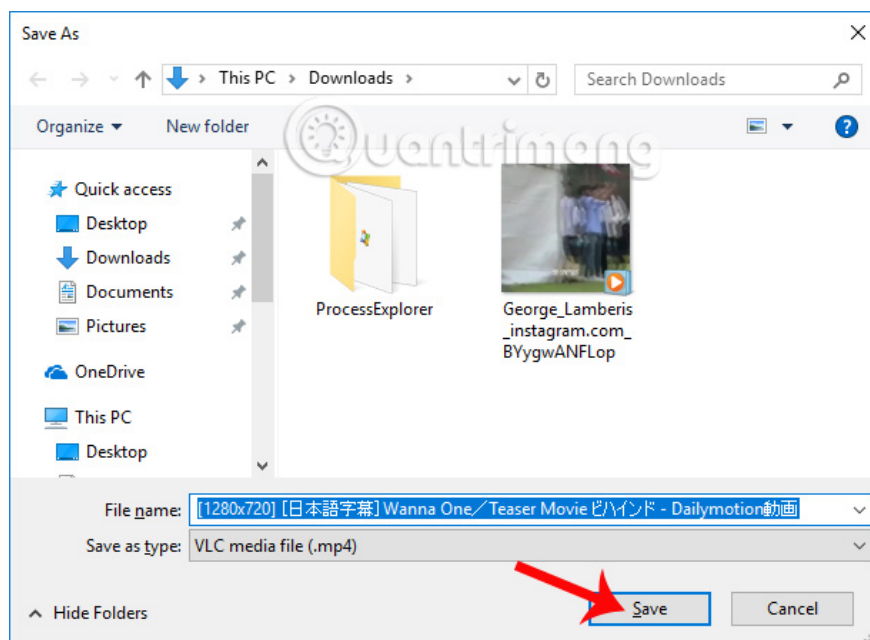 Save As
This PC > Downloads >
Search Downloads
Organize
New folder
Quantrimang
Quick access
Desktop
Downloads
Documents
Pictures
OneDrive
This PC
Desktop
ProcessExplorer
George_Lamberis
_instagram.com_
BYygwANFLop
File name: [1280x720] [日本語字幕] Wanna One／Teaser Movie ビハインド - Dailymotion動画
Save as type: VLC media file (.mp4)
Hide Folders
Save
Cancel